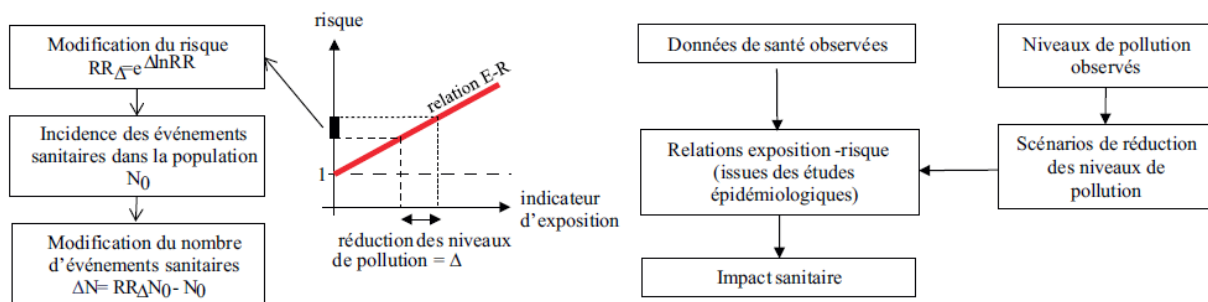 Modification du risque
RR∆=e∆lnRR
Incidence des événements
sanitaires dans la population
N0
Modification du nombre
d'événements sanitaires
∆N= RR∆N0- N0
risque
relation E-R
1
indicateur
d'exposition
réduction des niveaux
de pollution = ∆
Données de santé observées
Relations exposition -risque
(issues des études
épidémiologiques)
Impact sanitaire
Niveaux de pollution
observés
Scénarios de réduction
des niveaux de
pollution